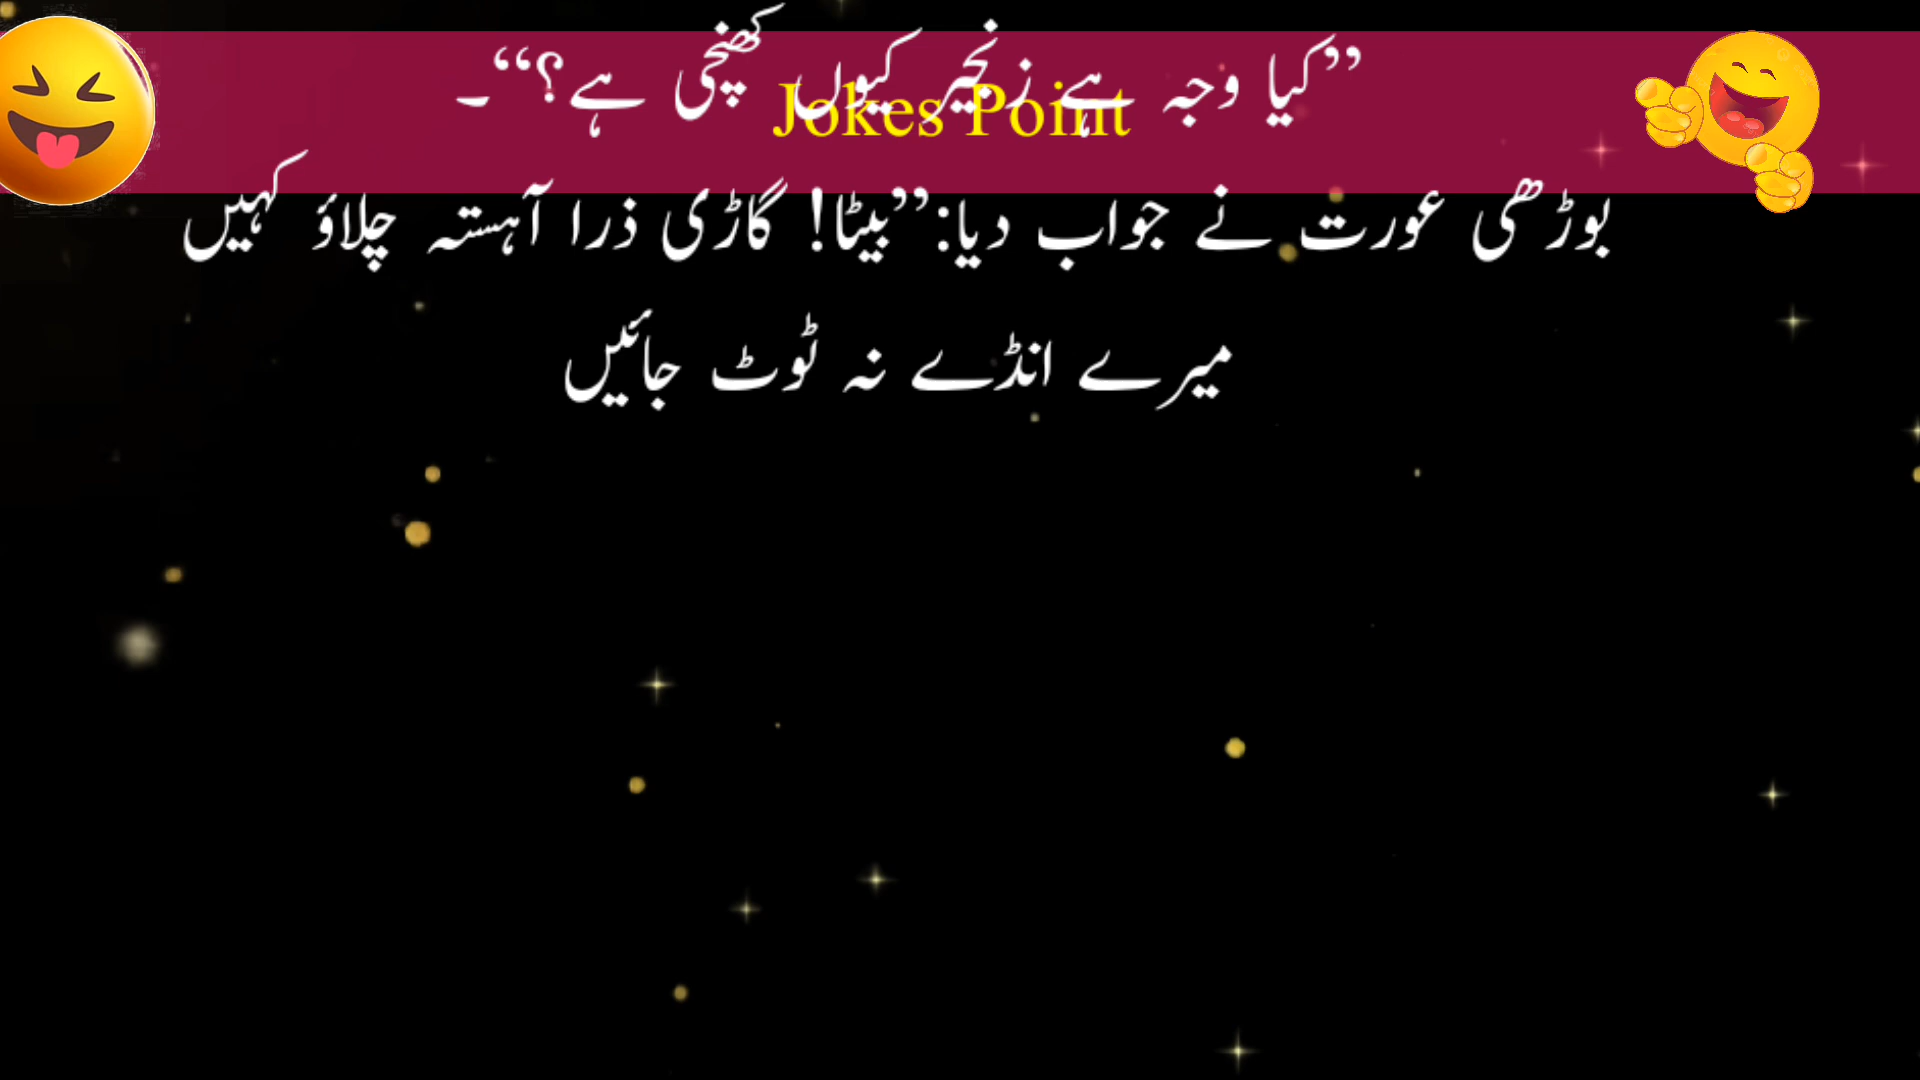 ”کیا وجہ ہے زنجیر کیوں کھنچی ہے؟“۔
Jokes Point
بوڑھی عورت نے جواب دیا:”بیٹا! گاڑی ذرا آہستہ چلاؤ کہیں
میرے انڈے نہ ٹوٹ جائیں